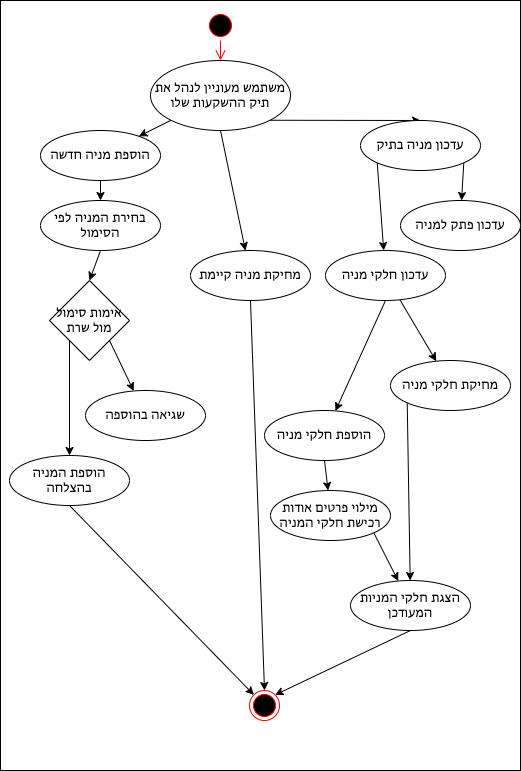 משתמש מעוניין לנהל את
תיק ההשקעות שלו
הוספת מניה חדשה
עדכון מניה בתיק
בחירת המניה לפי
הסימול
עדכון פתק למניה
מחיקת מניה קיימת
עדכון חלקי מניה
אימות סימול
מול שרת
מחיקת חלקי מניה
שגיאה בהוספה
הוספת חלקי מניה
הוספת המניה
בהצלחה
מילוי פרטים אודות
רכישת חלקי המניה
הצגת חלקי המניות
המעודכן